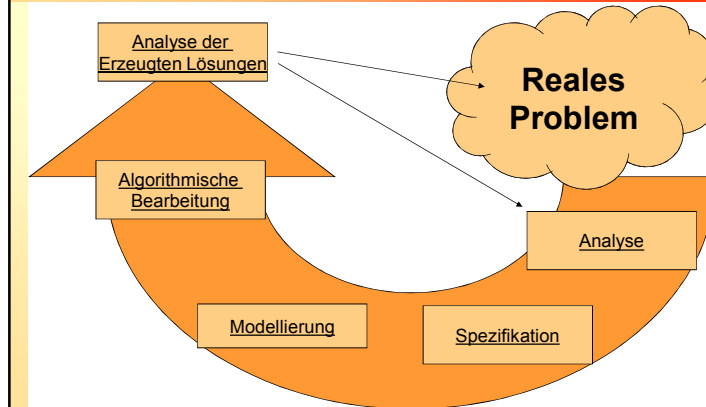 Analyse der
Erzeugten Lösungen
Reales
Problem
Algorithmische
Bearbeitung
Analyse
Modellierung
Spezifikation